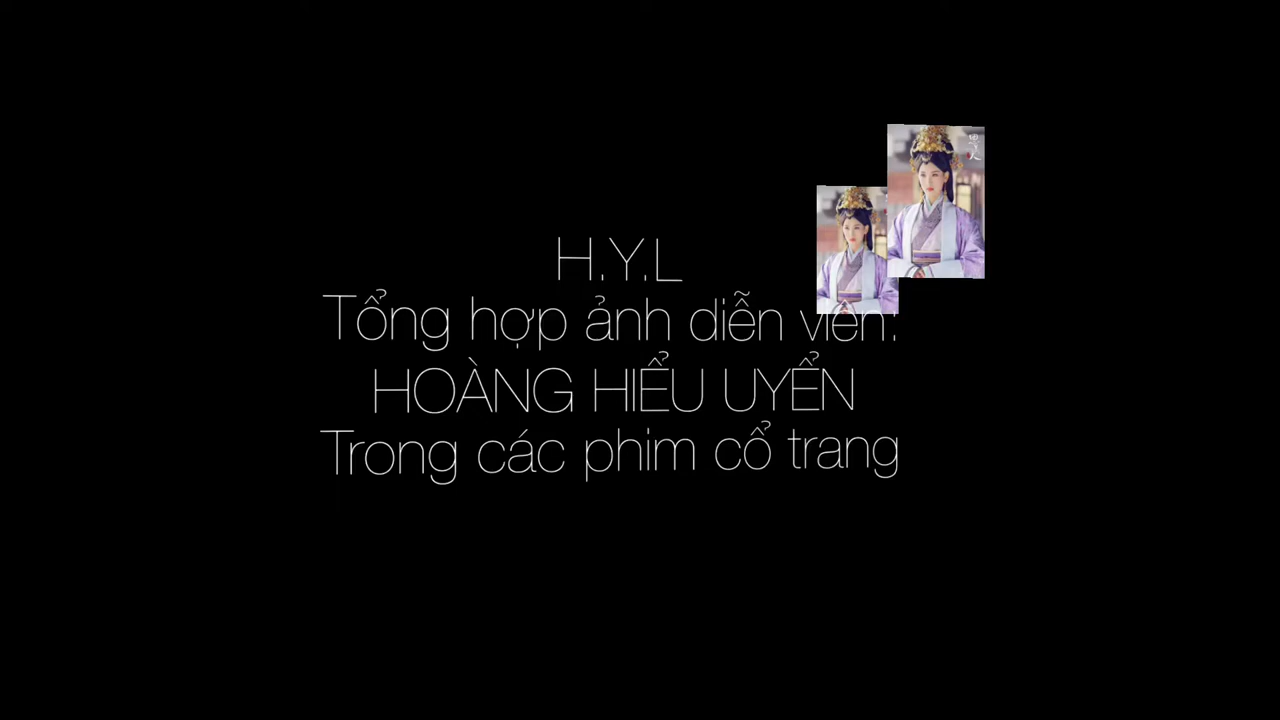 H.Y.L
Tổng hợp ảnh diễn viên:
HOÀNG HIỂU UYỂN
Trong các phim cổ trang